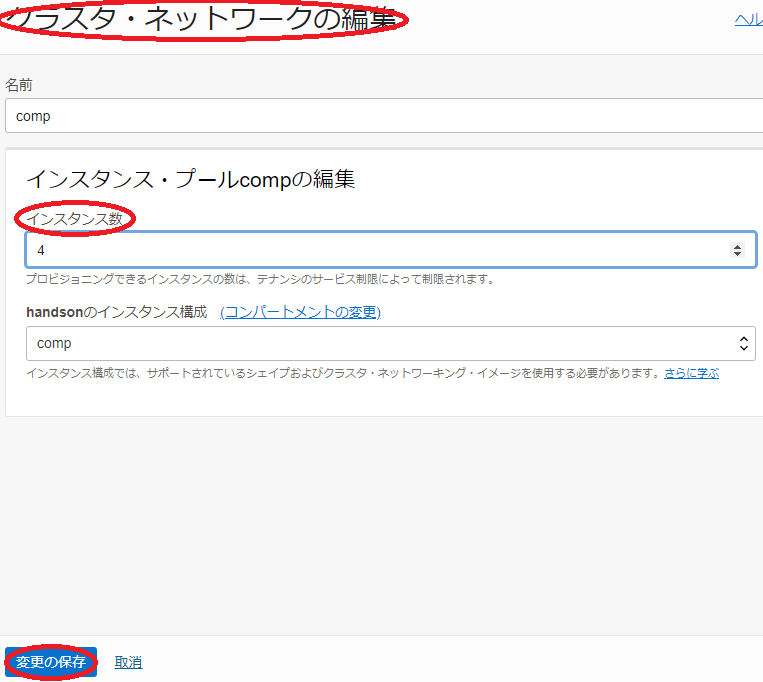 クラスタ・ネットワークの編集
ヘル
名前
comp
インスタンス・プールcompの編集
インスタンス数
4
プロビジョニングできるインスタンスの数は、テナンシのサービス制限によって制限されます。
handsonのインスタンス構成 (コンパートメントの変更)
comp
インスタンス構成では、サポートされているシェイプおよびクラスタ・ネットワーキング・イメージを使用する必要があります。さらに学ぶ
変更の保存 取消